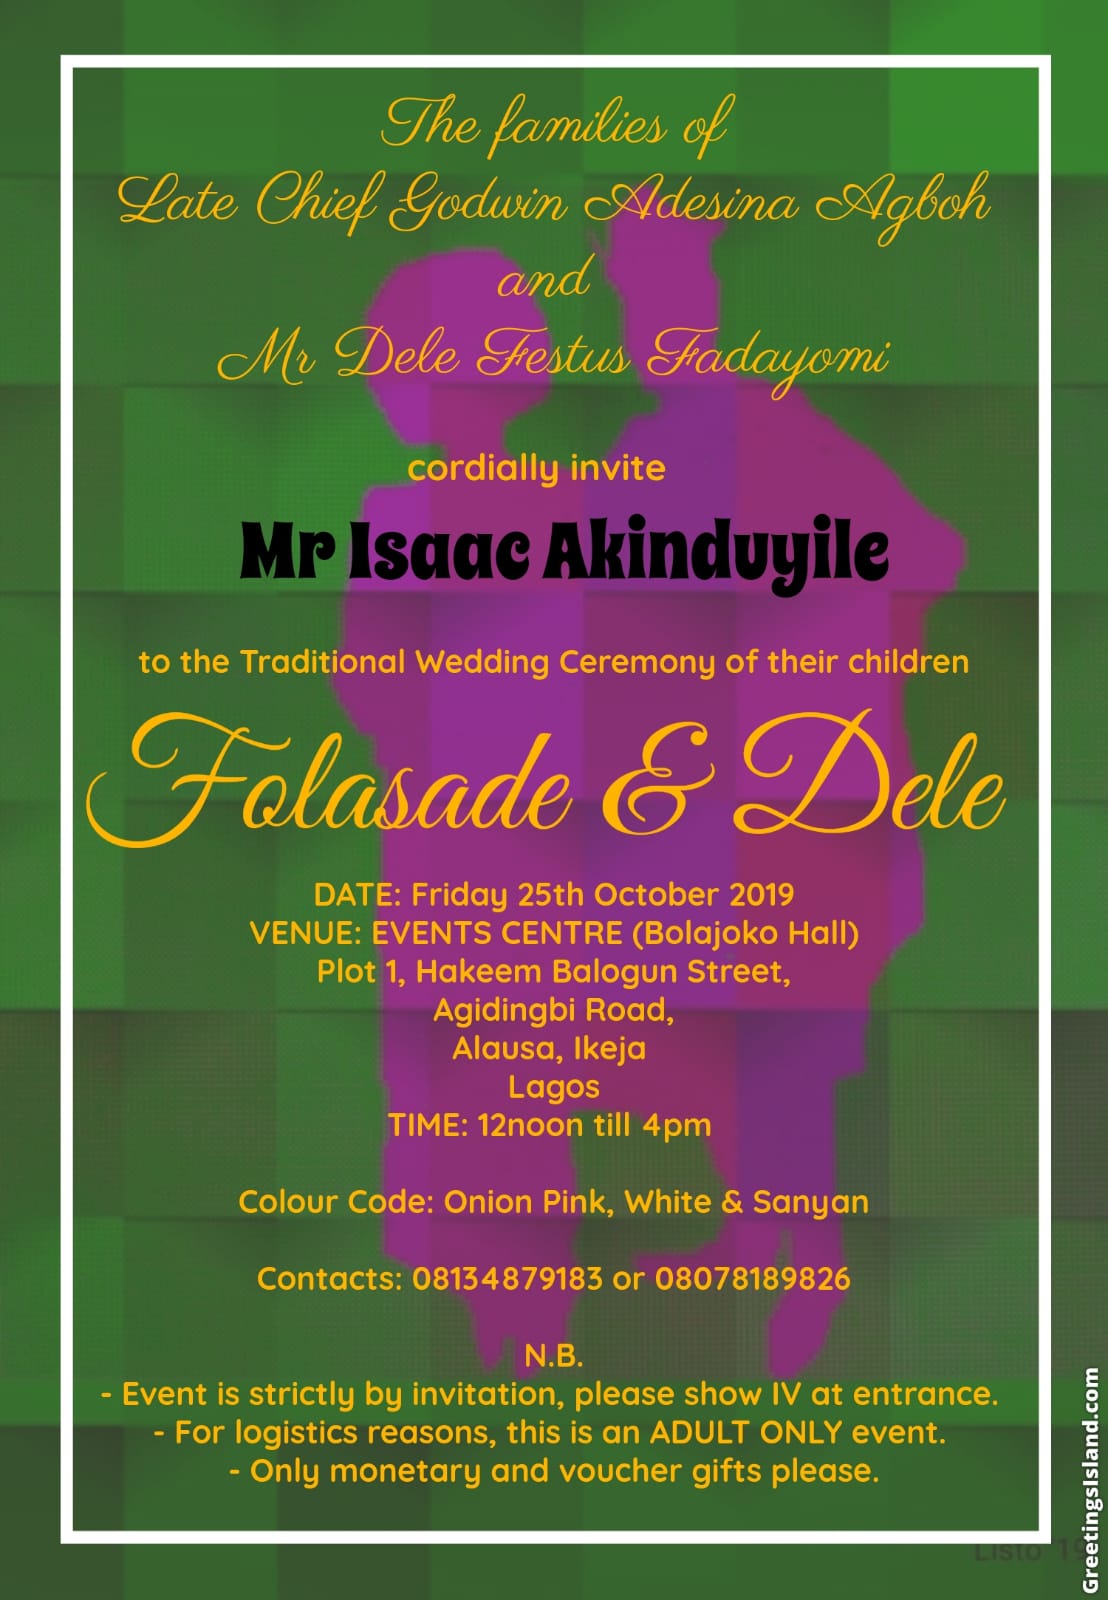 The families of
Late Chief Godwin Adesina Agboh
and
Mr Dele Festus Fadayomi
cordially invite
Mr Isaac Akinduyile
to the Traditional Wedding Ceremony of their children
Folasade & Dele
DATE: Friday 25th October 2019
VENUE: EVENTS CENTRE (Bolajoko Hall)
Plot 1, Hakeem Balogun Street,
Agidingbi Road,
Alausa, Ikeja
Lagos
TIME: 12noon till 4pm
Colour Code: Onion Pink, White & Sanyan
Contacts: 08134879183 or 08078189826
N.B.
- Event is strictly by invitation, please show IV at entrance.
- For logistics reasons, this is an ADULT ONLY event.
- Only monetary and voucher gifts please.
Listo 19
GreetingsIsland.com